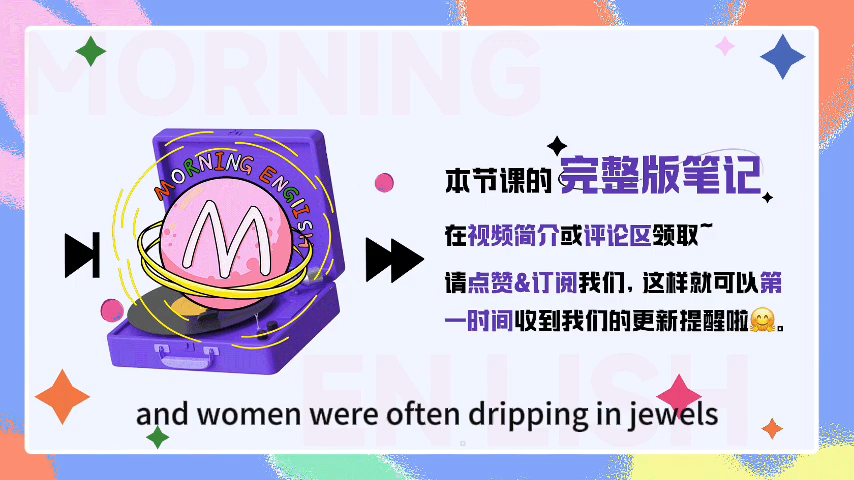 MORNING
MORNING ENGlISH
M
本节课的 完整版笔记
在视频简介或评论区领取~
请点赞&订阅我们，这样就可以第
一时间收到我们的更新提醒啦🤗。
EN LISH
and women were often dripping in jewels